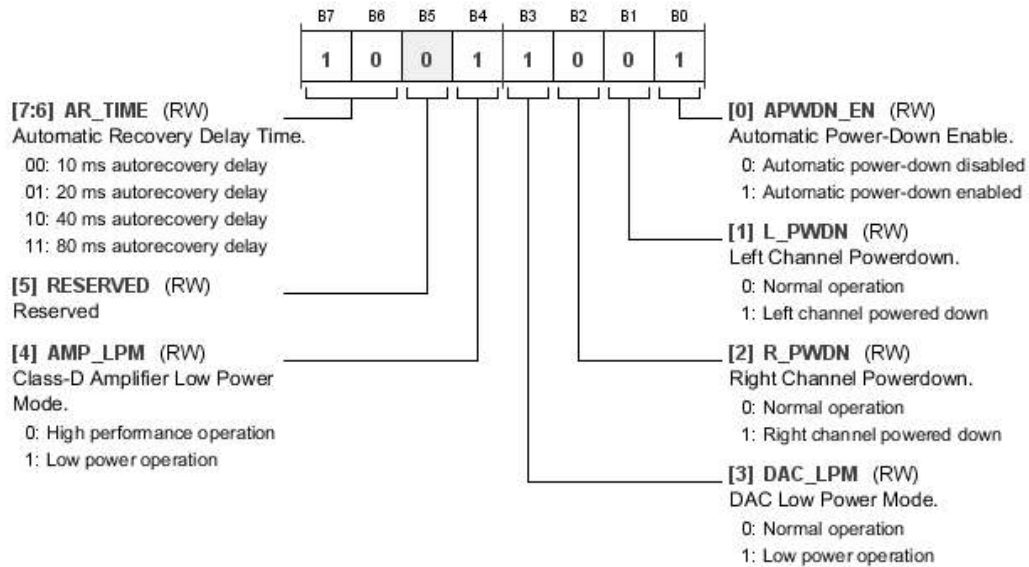 B7 B6 B5 B4 B3 B2 B1 B0
1 0 0 1 1 0 0 1
[7:6] AR_TIME (RW)
Automatic Recovery Delay Time.
00: 10 ms autorecovery delay
01: 20 ms autorecovery delay
10: 40 ms autorecovery delay
11: 80 ms autorecovery delay
[5] RESERVED (RW)
Reserved
[4] AMP_LPM (RW)
Class-D Amplifier Low Power
Mode.
0: High performance operation
1: Low power operation
[0] APWDN_EN (RW)
Automatic Power-Down Enable.
0: Automatic power-down disabled
1: Automatic power-down enabled
[1] L_PWDN (RW)
Left Channel Powerdown.
0: Normal operation
1: Left channel powered down
[2] R_PWDN (RW)
Right Channel Powerdown.
0: Normal operation
1: Right channel powered down
[3] DAC_LPM (RW)
DAC Low Power Mode.
0: Normal operation
1: Low power operation